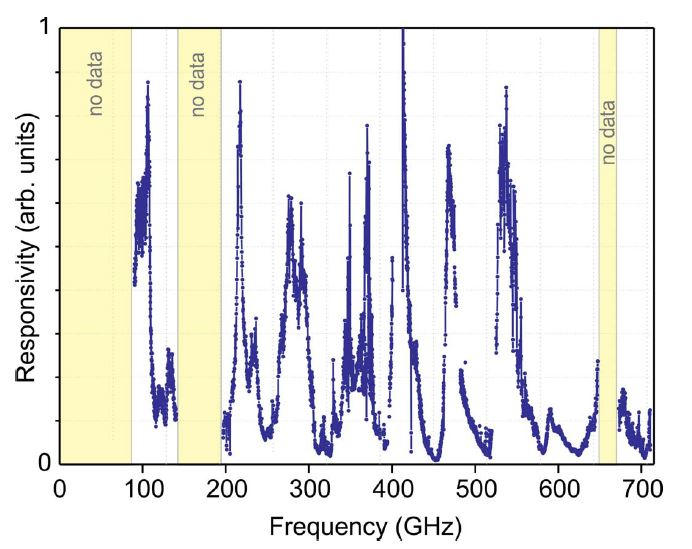 1
no data
no data
no data
Responsivity (arb. units)
0
0 100 200 300 400 500 600 700
Frequency (GHz)